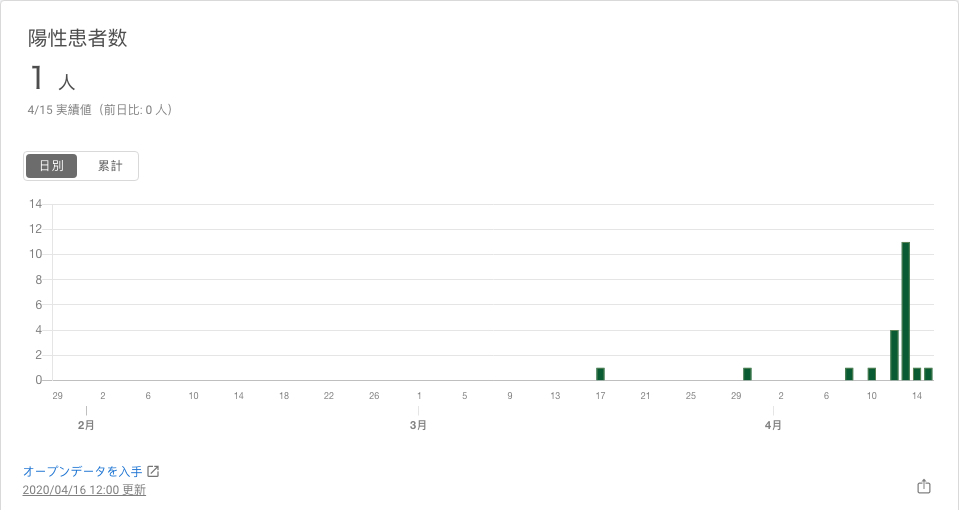 陽性患者数
1 人
4/15 実績値（前日比: 0 人）
日別 累計
14
12
10
8
6
4
2
0
29 2 6 10 14 18 22 26 1 5 9 13 17 21 25 29 2 6 10 14
2月 3月 4月
オープンデータを入手
2020/04/16 12:00 更新